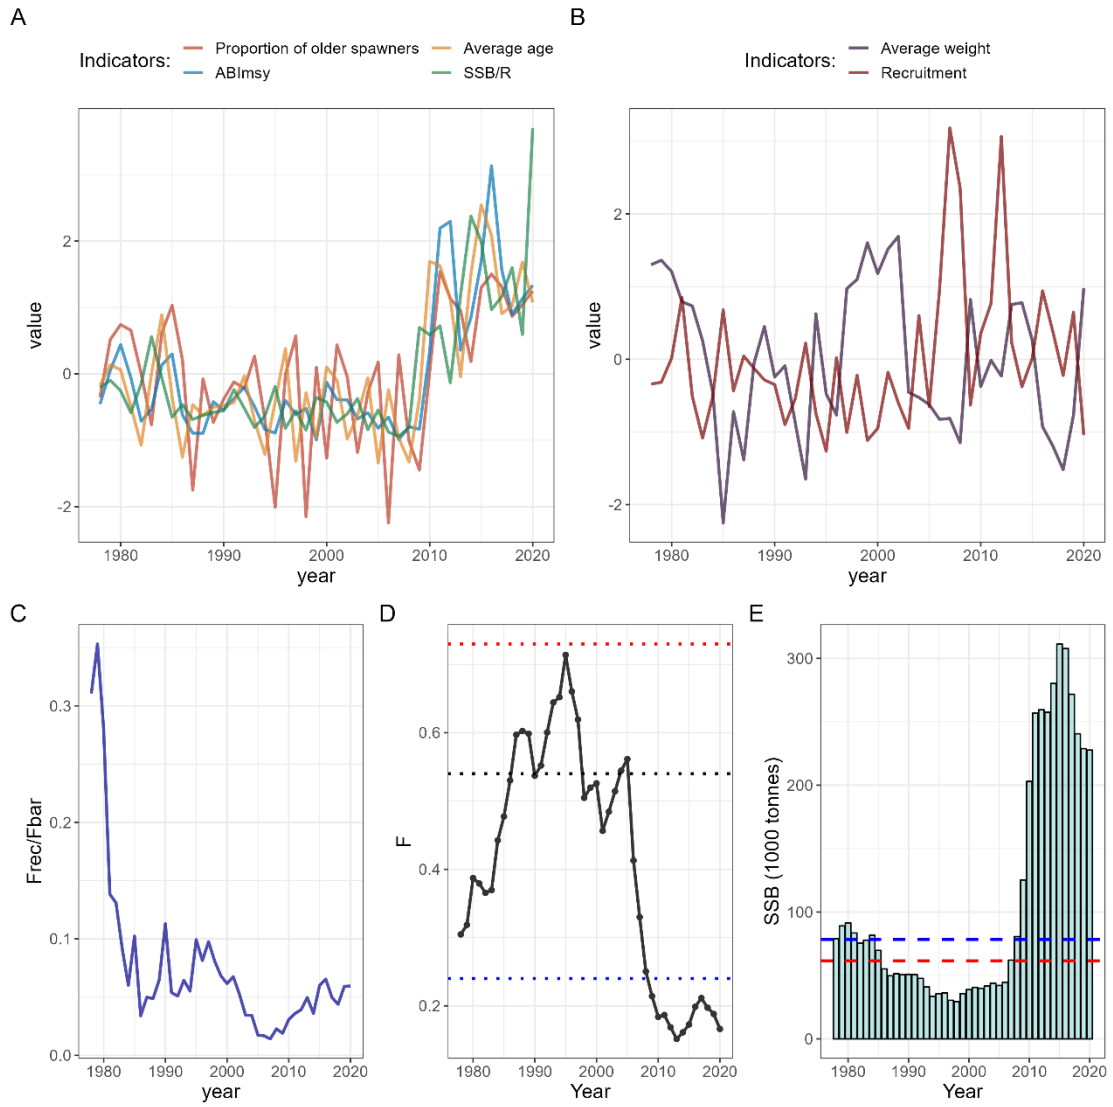 A
Indicators:
Proportion of older spawners
Average age
ABImsy
SSB/R
value
2
0
-2
1980
1990
2000
2010
2020
year
B
Indicators:
Average weight
Recruitment
value
2
0
-2
1980
1990
2000
2010
2020
year
C
Frec/Fbar
0.3
0.2
0.1
0.0
1980
1990
2000
2010
2020
year
D
F
0.6
0.4
0.2
1980
1990
2000
2010
2020
Year
E
SSB (1000 tonnes)
300
200
100
0
1980
1990
2000
2010
2020
Year